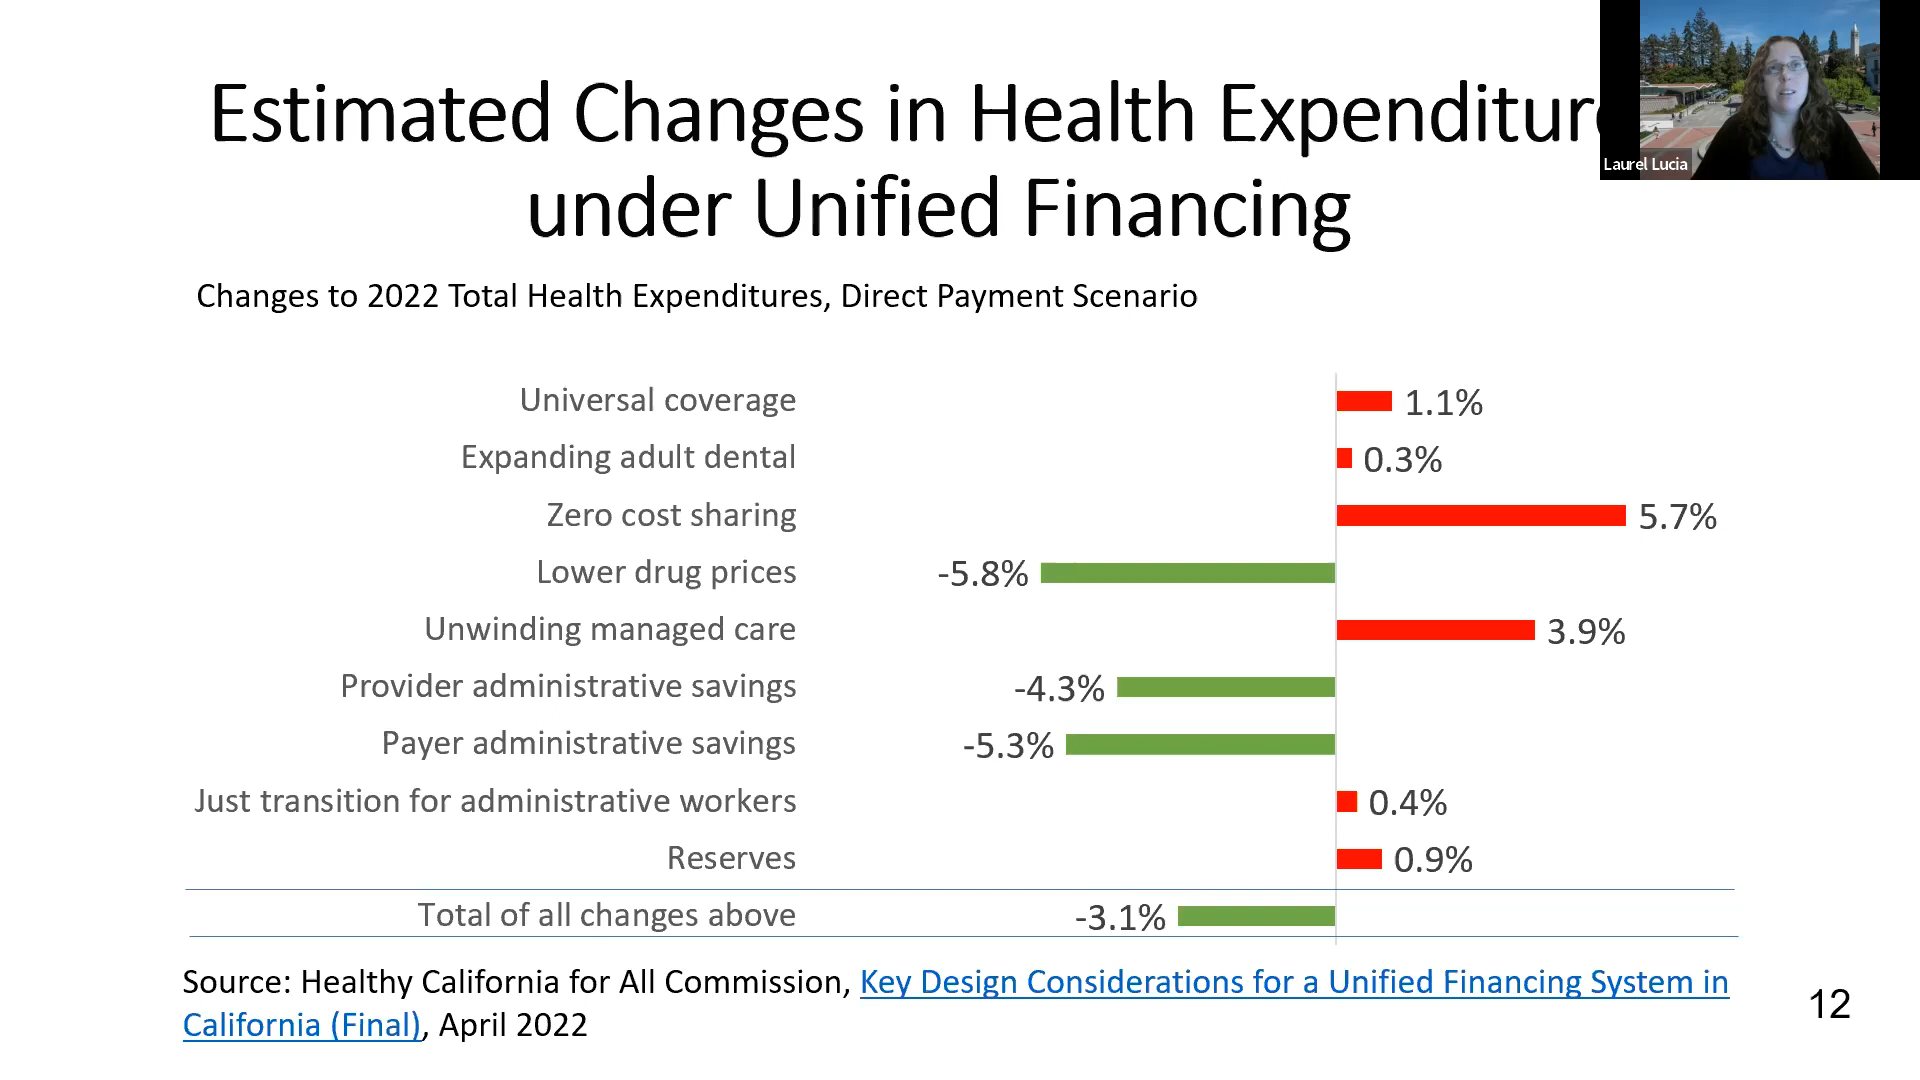 Estimated Changes in Health Expenditur
under Unified Financing
Laurel Lucia
Changes to 2022 Total Health Expenditures, Direct Payment Scenario
Universal coverage 1.1%
Expanding adult dental 0.3%
Zero cost sharing 5.7%
Lower drug prices -5.8%
Unwinding managed care 3.9%
Provider administrative savings -4.3%
Payer administrative savings -5.3%
Just transition for administrative workers 0.4%
Reserves 0.9%
Total of all changes above -3.1%
Source: Healthy California for All Commission, Key Design Considerations for a Unified Financing System in
California (Final), April 2022
12